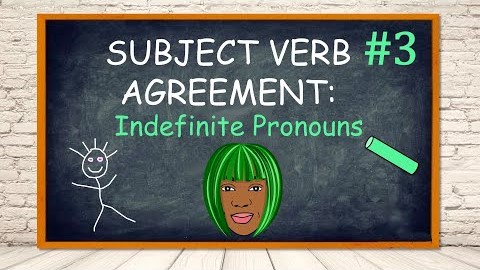 SUBJECT VERB #3
AGREEMENT:
Indefinite Pronouns